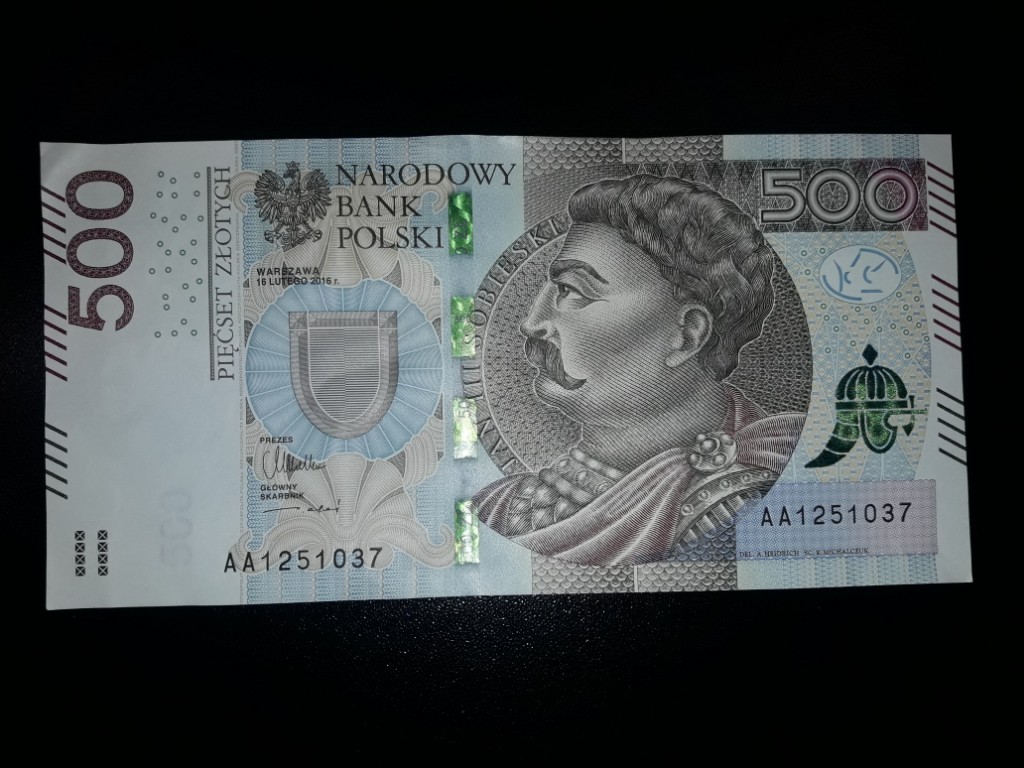 500
PIĘĆSET ZŁOTYCH
NARODOWY
BANK
POLSKI
WARSZAWA
16 LUTEGO 2016 r.
PREZES
GŁÓWNY
SKARBNIK
AA1251037
JAN III SOBIESKI
500
AA1251037
DEL. A. HEIDRICH SC. K. MICHALCZUK